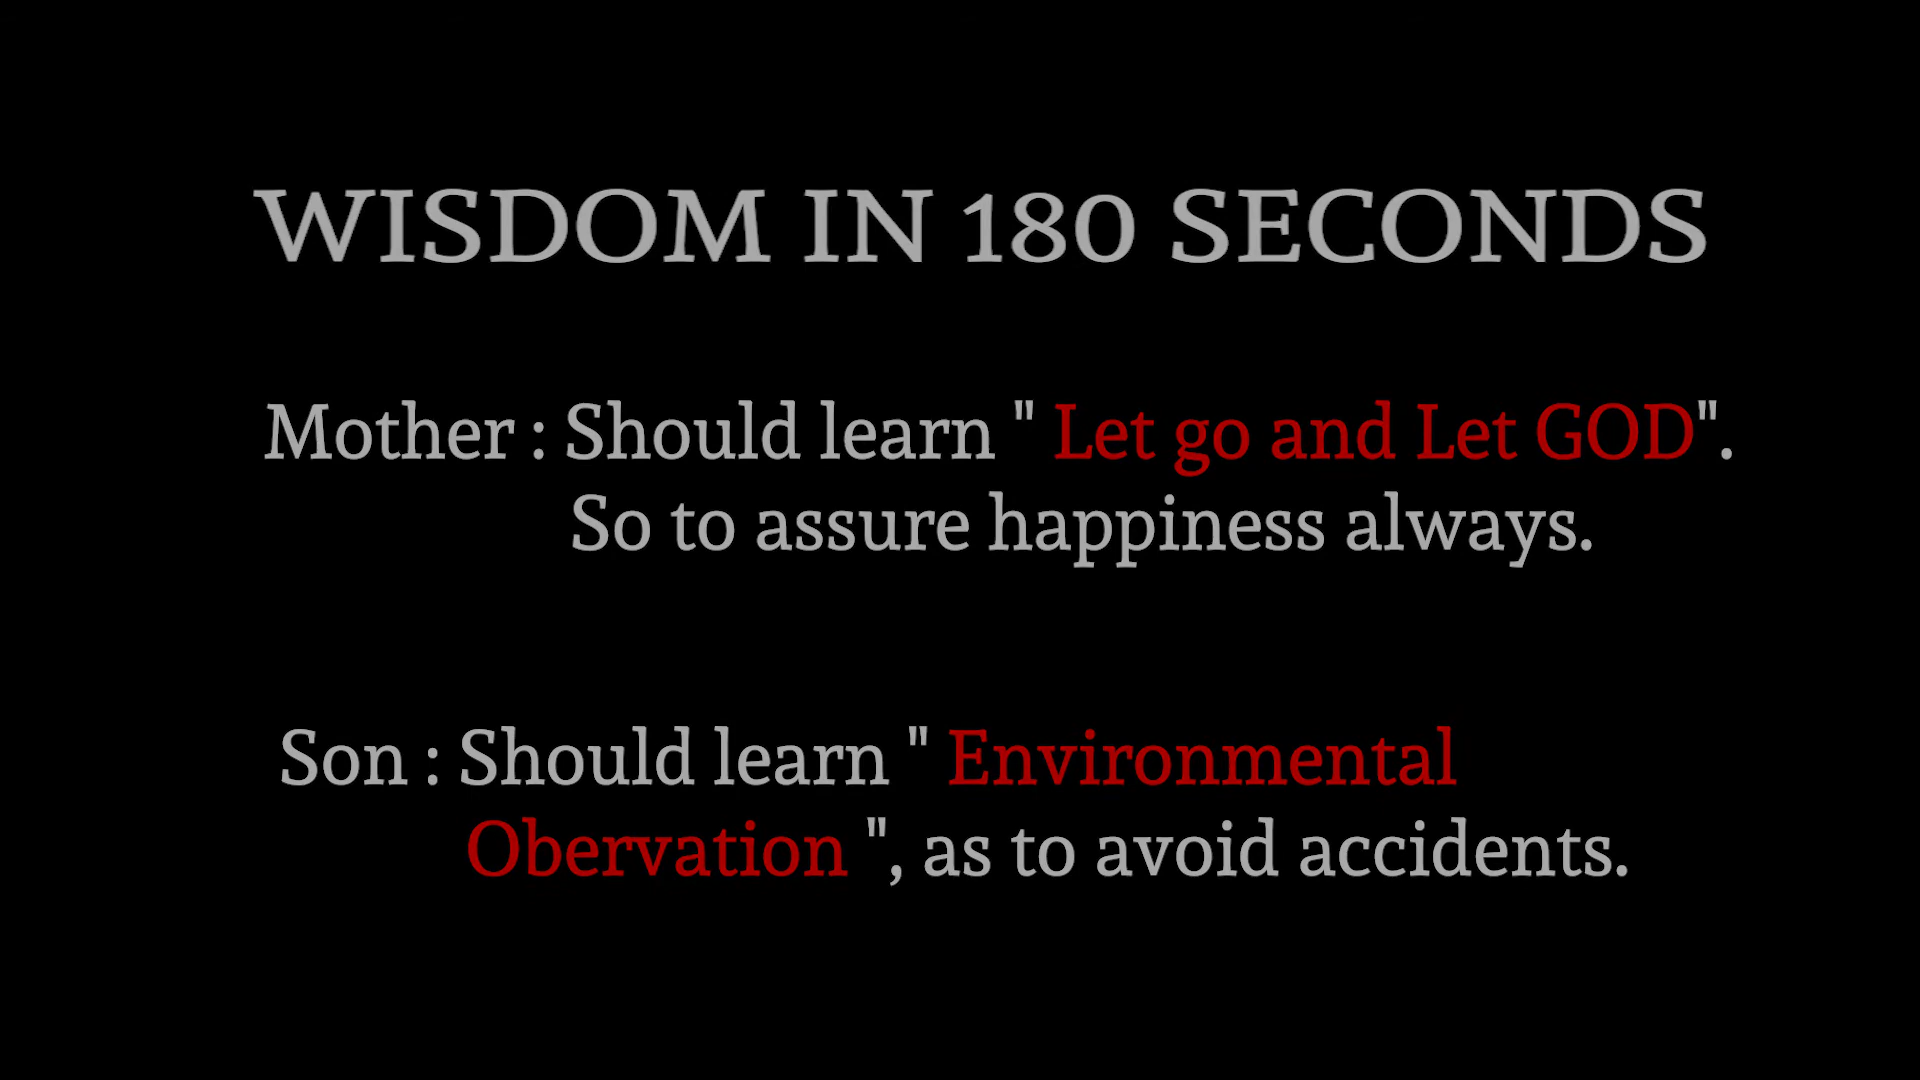 WISDOM IN 180 SECONDS
Mother : Should learn " Let go and Let GOD".
So to assure happiness always.
Son : Should learn " Environmental
Obervation ", as to avoid accidents.